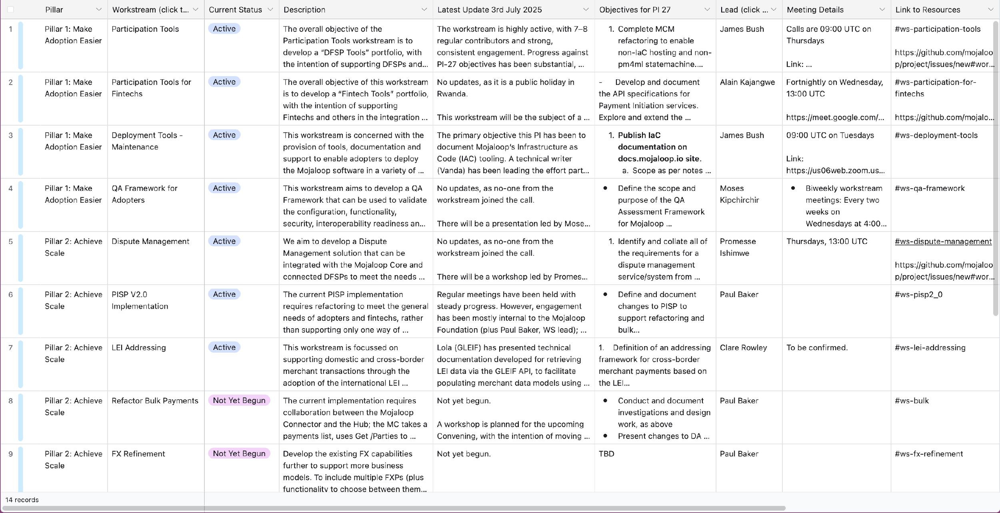 Pillar
Workstream (click t...
Current Status
Description
Latest Update 3rd July 2025
Objectives for PI 27
Lead (click ...
Meeting Details
Link to Resources
1
Pillar 1: Make
Adoption Easier
Participation Tools
Active
The overall objective of the
Participation Tools workstream is to
develop a “DFSP Tools” portfolio, with
the intention of supporting DFSPs and...
The workstream is highly active, with 7–8
regular contributors and strong,
consistent engagement. Progress against
PI-27 objectives has been substantial, ...
1. Complete MCM
refactoring to enable
non-IaC hosting and non-
pm4ml statemachine....
James Bush
Calls are 09:00 UTC on
Thursdays
Link: ...
#ws-participation-tools
https://github.com/mojaloo
p/project/issues/new#wor...
2
Pillar 1: Make
Adoption Easier
Participation Tools for
Fintechs
Active
The overall objective of this workstream
is to develop a “Fintech Tools” portfolio,
with the intention of supporting
Fintechs and others in the integration ...
No updates, as it is a public holiday in
Rwanda.
This workstream will be the subject of a ...
- Develop and document
the API specifications for
Payment Initiation services.
Explore and extend the ...
Alain Kajangwe
Fortnightly on Wednesday,
13:00 UTC
https://meet.google.com/...
#ws-participation-for-
fintechs
https://github.com/mojalo...
3
Pillar 1: Make
Adoption Easier
Deployment Tools -
Maintenance
Active
This workstream is concerned with the
provision of tools, documentation and
support to enable adopters to deploy
the Mojaloop software in a variety of ...
The primary objective this PI has been to
document Mojaloop’s Infrastructure as
Code (IAC) tooling. A technical writer
(Vanda) has been leading the effort part...
1. Publish IaC
documentation on
docs.mojaloop.io site.
a. Scope as per notes ...
James Bush
09:00 UTC on Tuesdays
Link:
https://us06web.zoom.us...
#ws-deployment-tools
4
Pillar 1: Make
Adoption Easier
QA Framework for
Adopters
Active
This workstream aims to develop a QA
Framework that can be used to validate
the configuration, functionality,
security, interoperability readiness an...
No updates, as no-one from the
workstream joined the call.
There will be a presentation led by Mose...
● Define the scope and
purpose of the QA
Assessment Framework
for Mojaloop ...
Moses
Kipchirchir
● Biweekly workstream
meetings: Every two
weeks on
Wednesdays at 4:00...
#ws-qa-framework
5
Pillar 2: Achieve
Scale
Dispute Management
Active
We aim to develop a Dispute
Management solution that can be
integrated with the Mojaloop Core and
connected DFSPs to meet the needs ...
No updates, as no-one from the
workstream joined the call.
There will be a workshop led by Promes...
1. Identify and collate all of
the requirements for a
dispute management
service/system from ...
Promesse
Ishimwe
Thursdays, 13:00 UTC
#ws-dispute-management
https://github.com/mojaloo
p/project/issues/new#wor...
6
Pillar 2: Achieve
Scale
PISP V2.0
Implementation
Active
The current PISP implementation
requires refactoring to meet the general
needs of adopters and fintechs, rather
than supporting only one way of ...
Regular meetings have been held with
steady progress. However, engagement
has been mostly internal to the Mojaloop
Foundation (plus Paul Baker, WS lead); ...
● Define and document
changes to PISP to
support refactoring and
bulk...
Paul Baker
#ws-pisp2_0
7
Pillar 2: Achieve
Scale
LEI Addressing
Active
This workstream is focussed on
supporting domestic and cross-border
merchant transactions through the
adoption of the international LEI ...
Lola (GLEIF) has presented technical
documentation developed for retrieving
LEI data via the GLEIF API, to facilitate
populating merchant data models using ...
1. Definition of an addressing
framework for cross-border
merchant payments based on
the LEI...
Clare Rowley
To be confirmed.
#ws-lei-addressing
8
Pillar 2: Achieve
Scale
Refactor Bulk Payments
Not Yet Begun
The current implementation requires
collaboration between the Mojaloop
Connector and the Hub; the MC takes a
payments list, uses Get /Parties to ...
Not yet begun.
A workshop is planned for the upcoming
Convening, with the intention of moving ...
● Conduct and document
investigations and design
work, as above
● Present changes to DA ...
Paul Baker
#ws-bulk
9
Pillar 2: Achieve
Scale
FX Refinement
Not Yet Begun
Develop the existing FX capabilities
further to support more business
models. To include multiple FXPs (plus
functionality to choose between them...
Not yet begun.
TBD
Paul Baker
#ws-fx-refinement
14 records